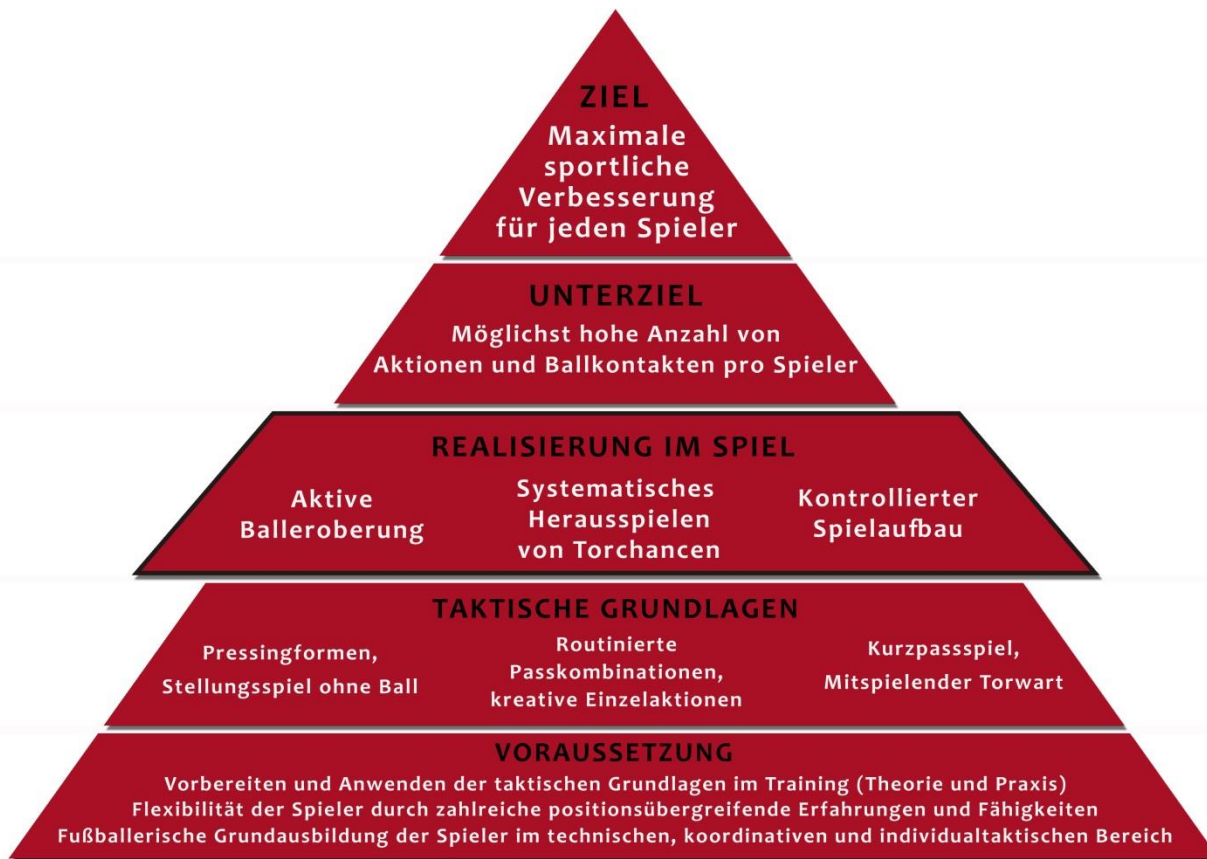 ZIEL
Maximale
sportliche
Verbesserung
für jeden Spieler
UNTERZIEL
Möglichst hohe Anzahl von
Aktionen und Ballkontakten pro Spieler
REALISIERUNG IM SPIEL
Aktive
Balleroberung
Systematisches
Herausspielen
von Torchancen
Kontrollierter
Spielaufbau
TAKTISCHE GRUNDLAGEN
Pressingformen,
Stellungsspiel ohne Ball
Routinierte
Passkombinationen,
kreative Einzelaktionen
Kurzpassspiel,
Mitspielender Torwart
VORAUSSETZUNG
Vorbereiten und Anwenden der taktischen Grundlagen im Training (Theorie und Praxis)
Flexibilität der Spieler durch zahlreiche positionsübergreifende Erfahrungen und Fähigkeiten
Fußballerische Grundausbildung der Spieler im technischen, koordinativen und individualtaktischen Bereich